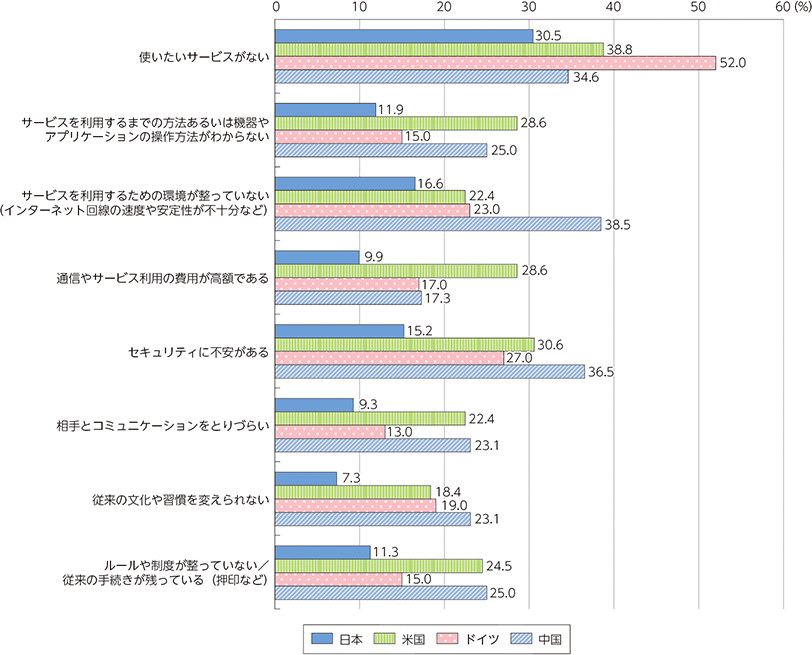 0 10 20 30 40 50 60 (%)
使いたいサービスがない
30.5
38.8
52.0
34.6
サービスを利用するまでの方法あるいは機器や
アプリケーションの操作方法がわからない
11.9
28.6
15.0
25.0
サービスを利用するための環境が整っていない
(インターネット回線の速度や安定性が不十分など)
16.6
22.4
23.0
38.5
通信やサービス利用の費用が高額である
9.9
28.6
17.0
17.3
セキュリティに不安がある
15.2
30.6
27.0
36.5
相手とコミュニケーションをとりづらい
9.3
22.4
13.0
23.1
従来の文化や習慣を変えられない
7.3
18.4
19.0
23.1
ルールや制度が整っていない／
従来の手続きが残っている（押印など）
11.3
24.5
15.0
25.0
日本 米国 ドイツ 中国